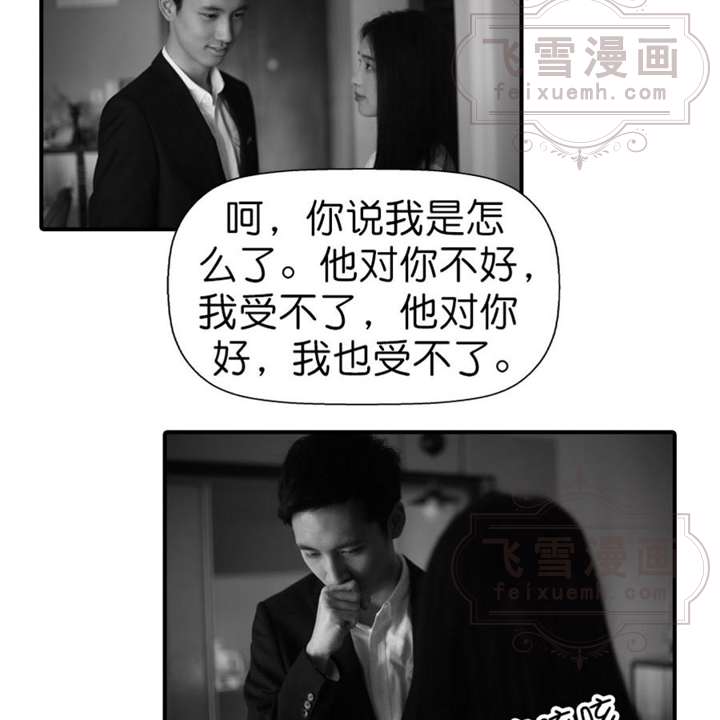 飞雪漫画
feixuemh.com
呵，你说我是怎
么了。他对你不好，
我受不了，他对你
好，我也受不了。
飞雪漫画
feixuemh.com
咳